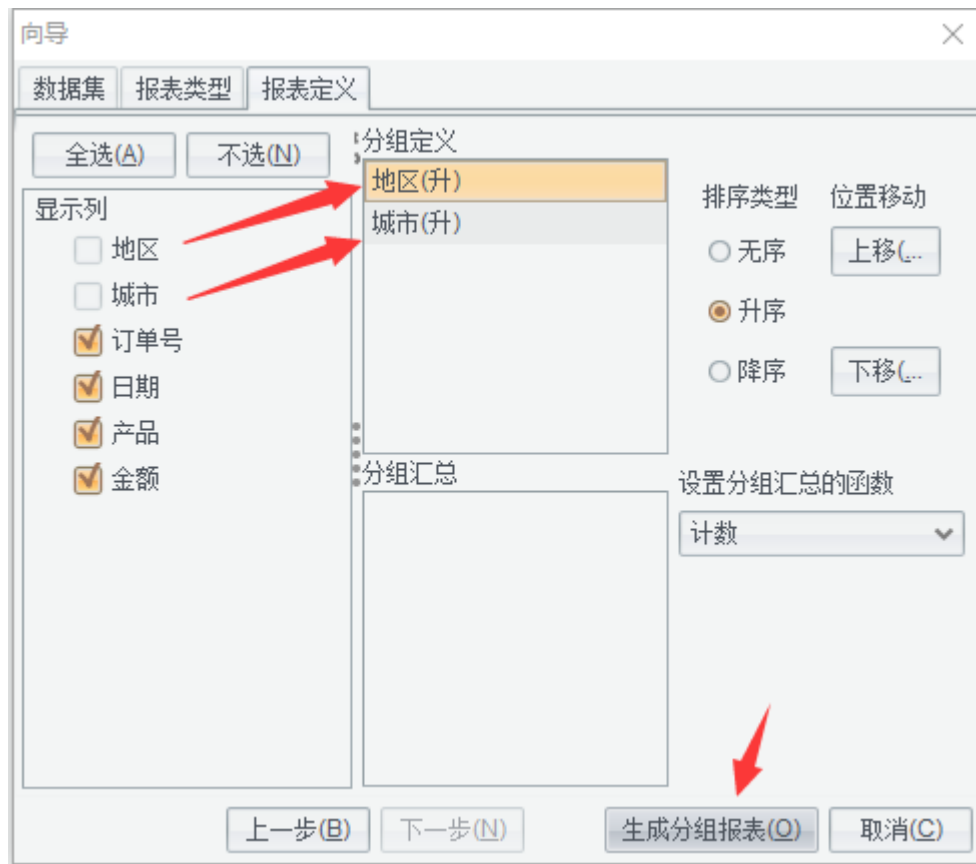 向导
数据集 报表类型 报表定义
全选(A) 不选(N)
显示列
地区
城市
订单号
日期
产品
金额
分组定义
地区(升)
城市(升)
排序类型 位置移动
无序 上移(...
升序
降序 下移(...
分组汇总
设置分组汇总的函数
计数
上一步(B) 下一步(N) 生成分组报表(O) 取消(C)